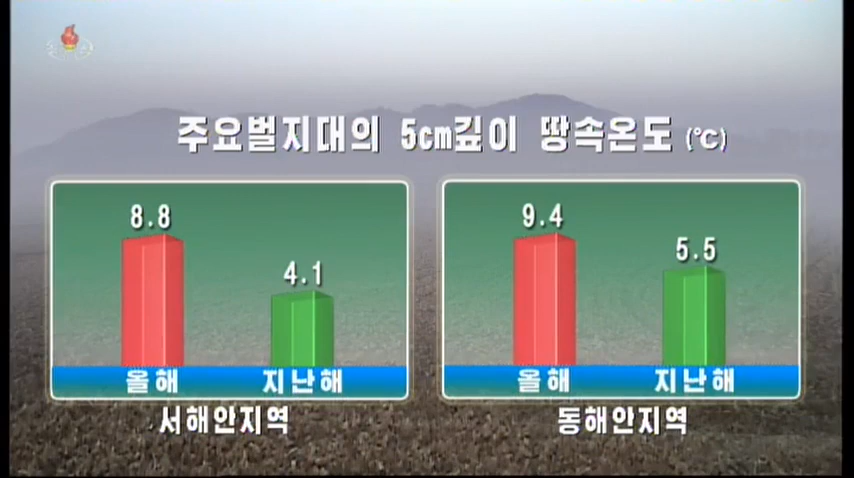 주요벌지대의 5cm깊이 땅속온도 (℃)
8.8
4.1
올해 지난해
서해안지역
9.4
5.5
올해 지난해
동해안지역